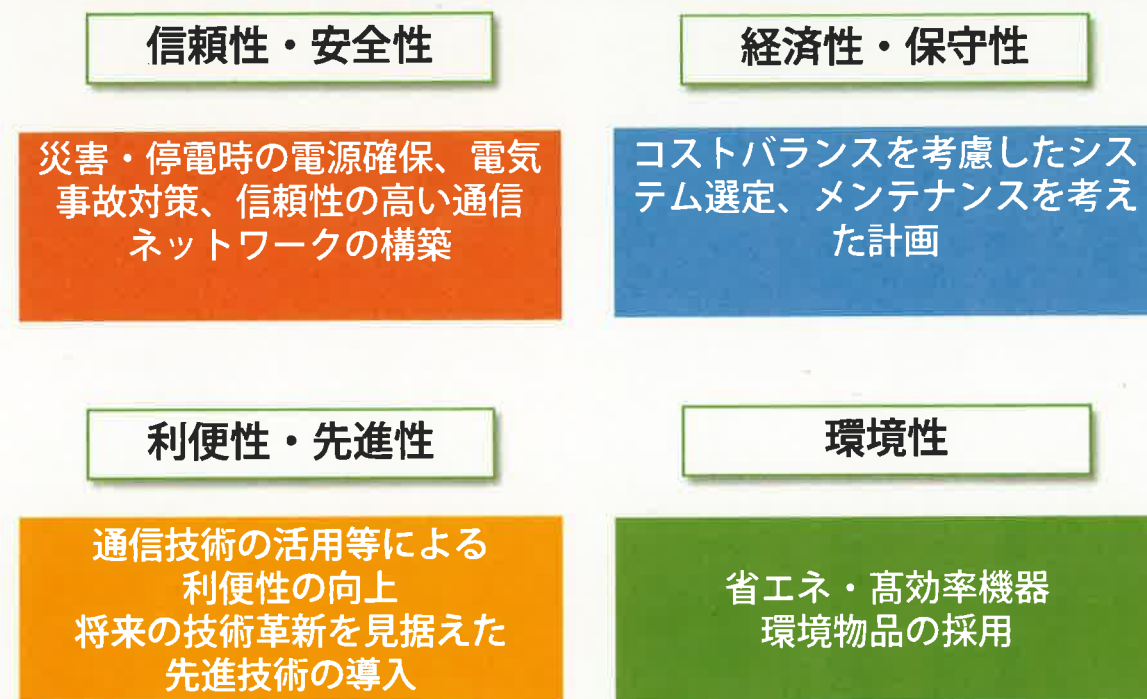 信頼性・安全性
災害・停電時の電源確保、電気
事故対策、信頼性の高い通信
ネットワークの構築
経済性・保守性
コストバランスを考慮したシス
テム選定、メンテナンスを考え
た計画
利便性・先進性
通信技術の活用等による
利便性の向上
将来の技術革新を見据えた
先進技術の導入
環境性
省エネ・髙効率機器
環境物品の採用